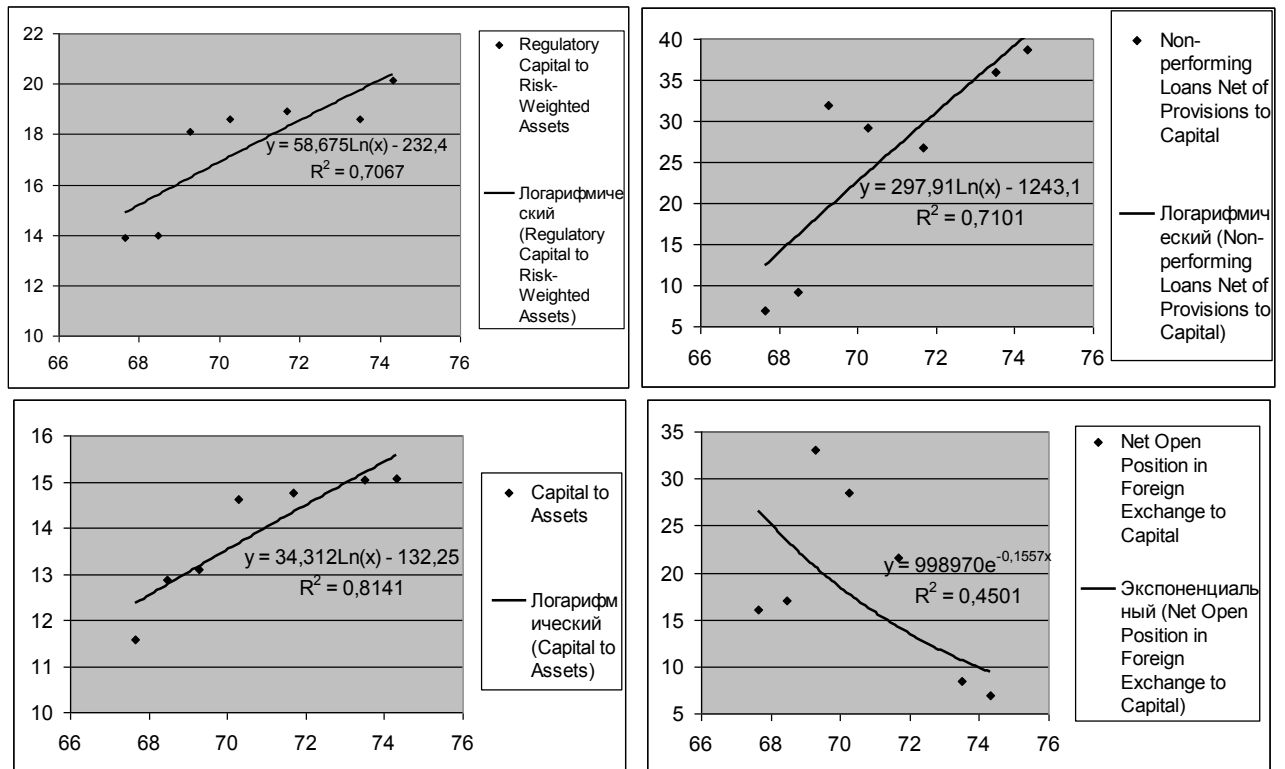 22
20
18
16
14
12
10
66 68 70 72 74 76
y = 58,675Ln(x) - 232,4
R² = 0,7067
Regulatory
Capital to
Risk-
Weighted
Assets
Логарифмиче
ский
(Regulatory
Capital to
Risk-
Weighted
Assets)
40
35
30
25
20
15
10
5
66 68 70 72 74 76
y = 297,91Ln(x) - 1243,1
R² = 0,7101
Non-
performing
Loans Net of
Provisions to
Capital
Логарифмич
еский (Non-
performing
Loans Net of
Provisions to
Capital)
16
15
14
13
12
11
10
66 68 70 72 74 76
y = 34,312Ln(x) - 132,25
R² = 0,8141
Capital to
Assets
Логарифм
ический
(Capital to
Assets)
35
30
25
20
15
10
5
66 68 70 72 74 76
y = 998970e^-0,1557x
R² = 0,4501
Net Open
Position in
Foreign
Exchange to
Capital
Экспоненциаль
ный (Net Open
Position in
Foreign
Exchange to
Capital)